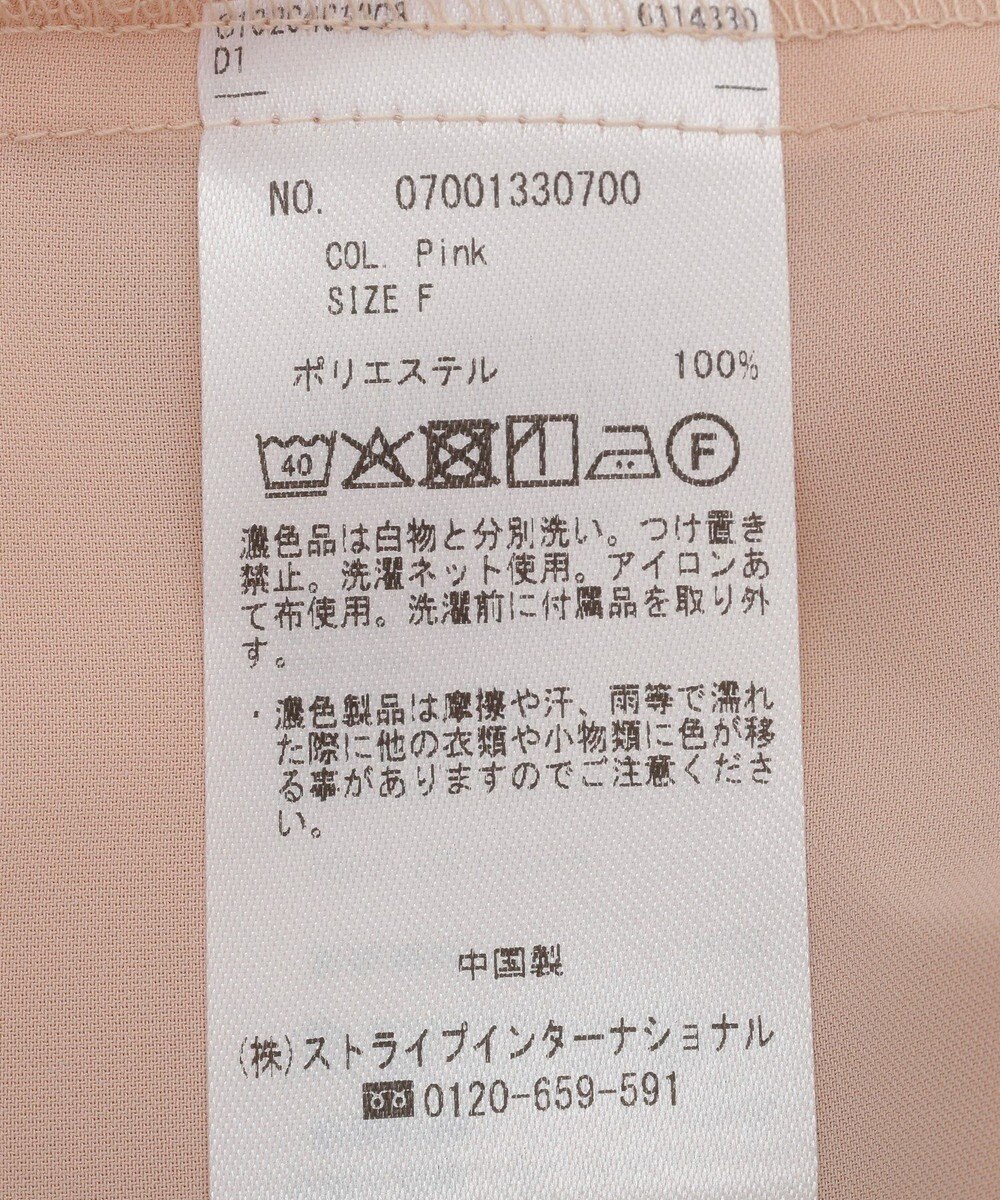 D1
NO. 07001330700
COL. Pink
SIZE F
ポリエステル 100%
40 F
濃色品は白物と分別洗い。つけ置き
禁止。洗濯ネット使用。アイロンあ
て布使用。洗濯前に付属品を取り外
す。
・濃色製品は摩擦や汗、雨等で濡れ
た際に他の衣類や小物類に色が移
る事がありますのでご注意くださ
い。
中国製
(株)ストライプインターナショナル
0120-659-591